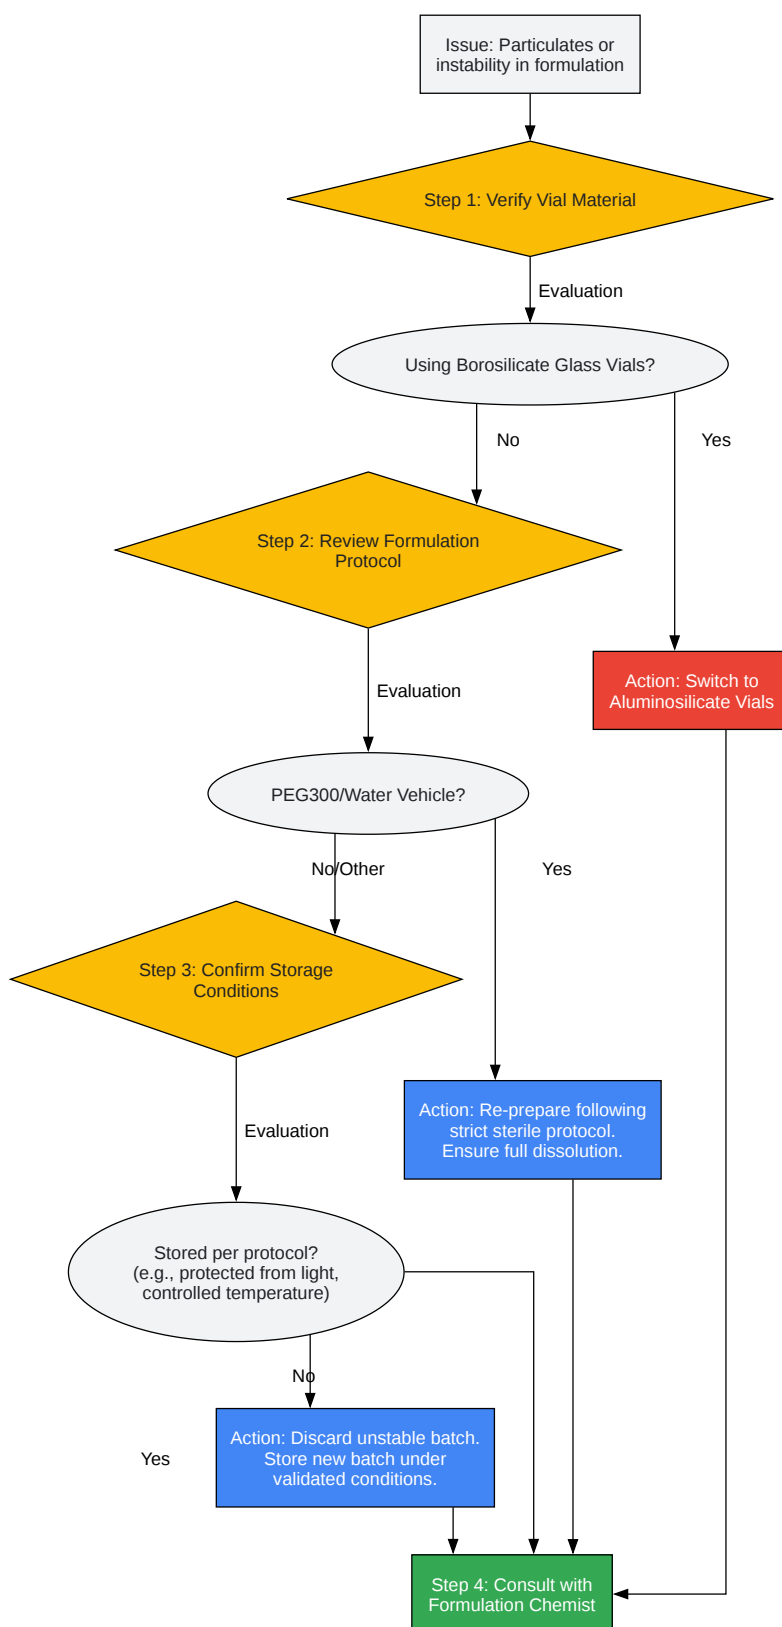 Issue: Particulates or
instability in formulation
Step 1: Verify Vial Material
Evaluation
Using Borosilicate Glass Vials?
No
Yes
Step 2: Review Formulation
Protocol
Action: Switch to
Aluminosilicate Vials
Evaluation
PEG300/Water Vehicle?
No/Other
Yes
Step 3: Confirm Storage
Conditions
Action: Re-prepare following
strict sterile protocol.
Ensure full dissolution.
Evaluation
Stored per protocol?
(e.g., protected from light,
controlled temperature)
No
Action: Discard unstable batch.
Store new batch under
validated conditions.
Yes
Step 4: Consult with
Formulation Chemist